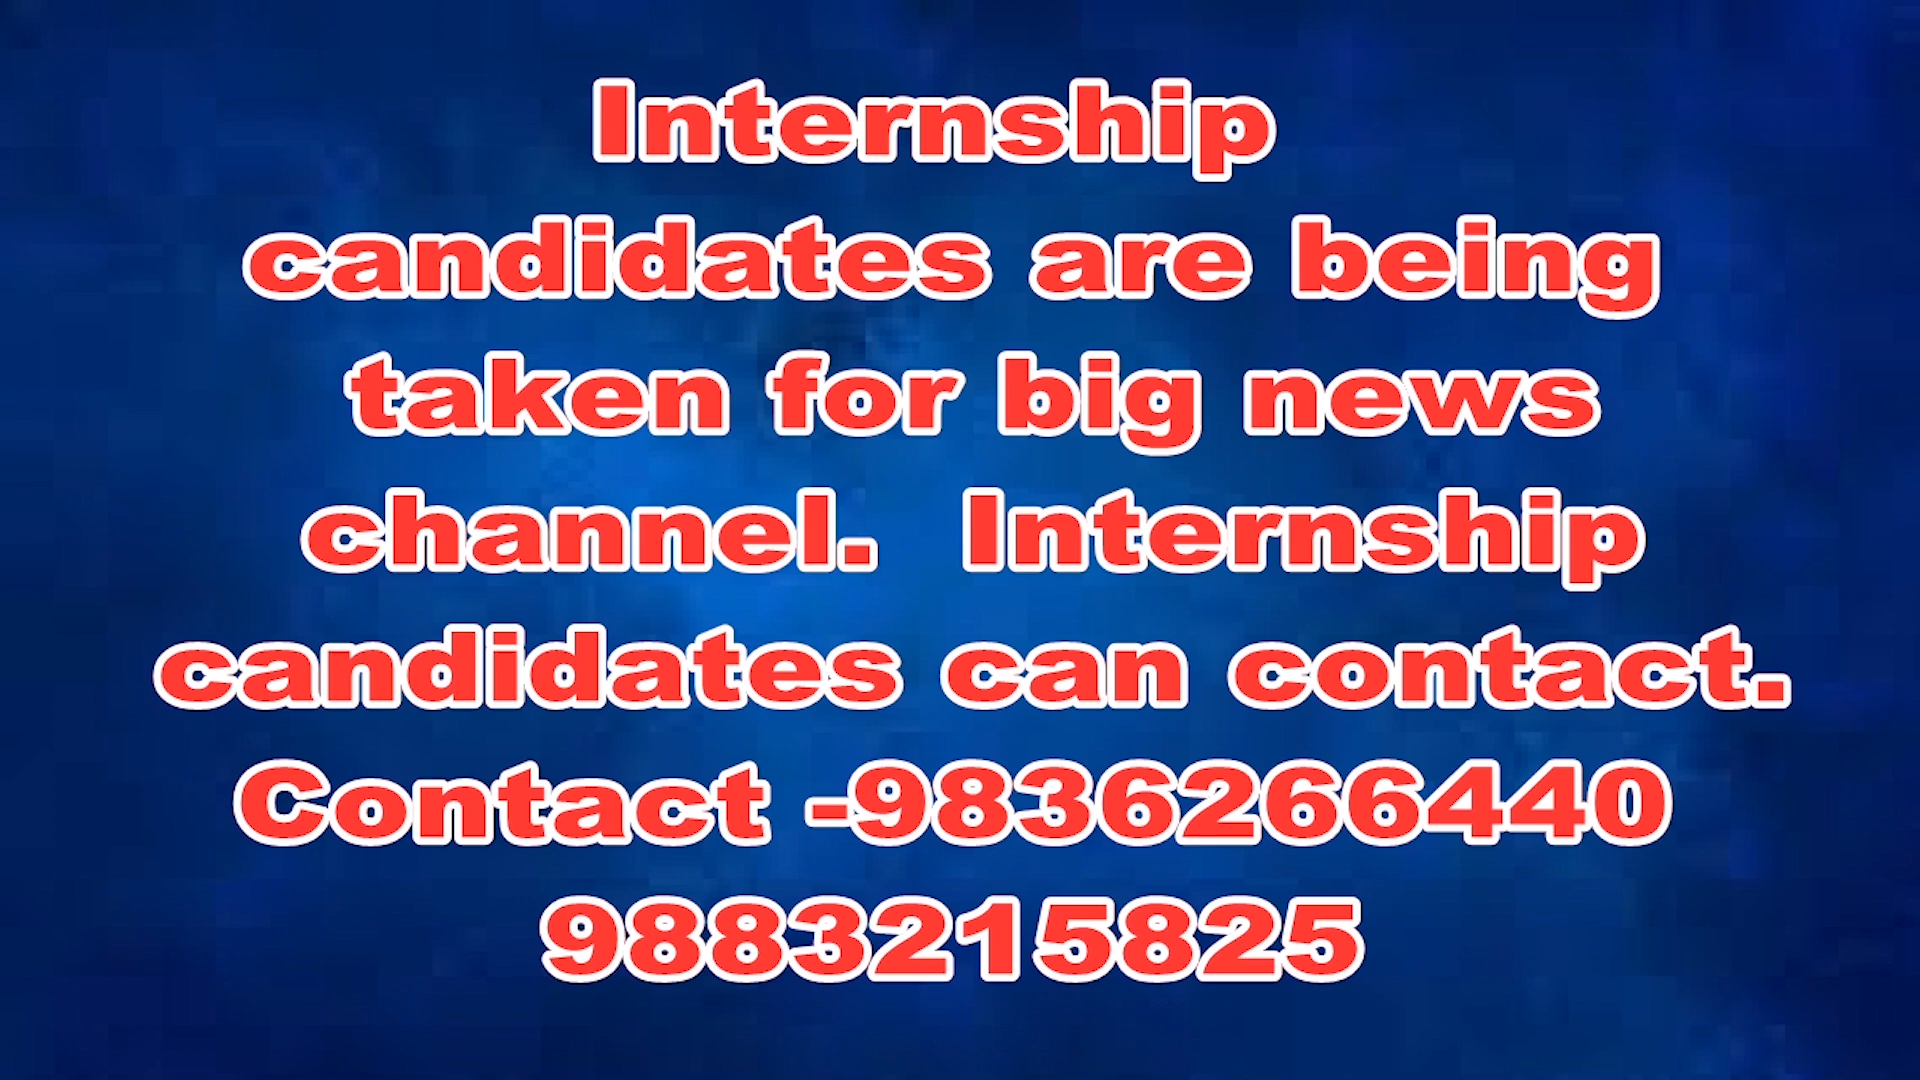 Internship
candidates are being
taken for big news
channel.  Internship
candidates can contact.
Contact -9836266440
9883215825